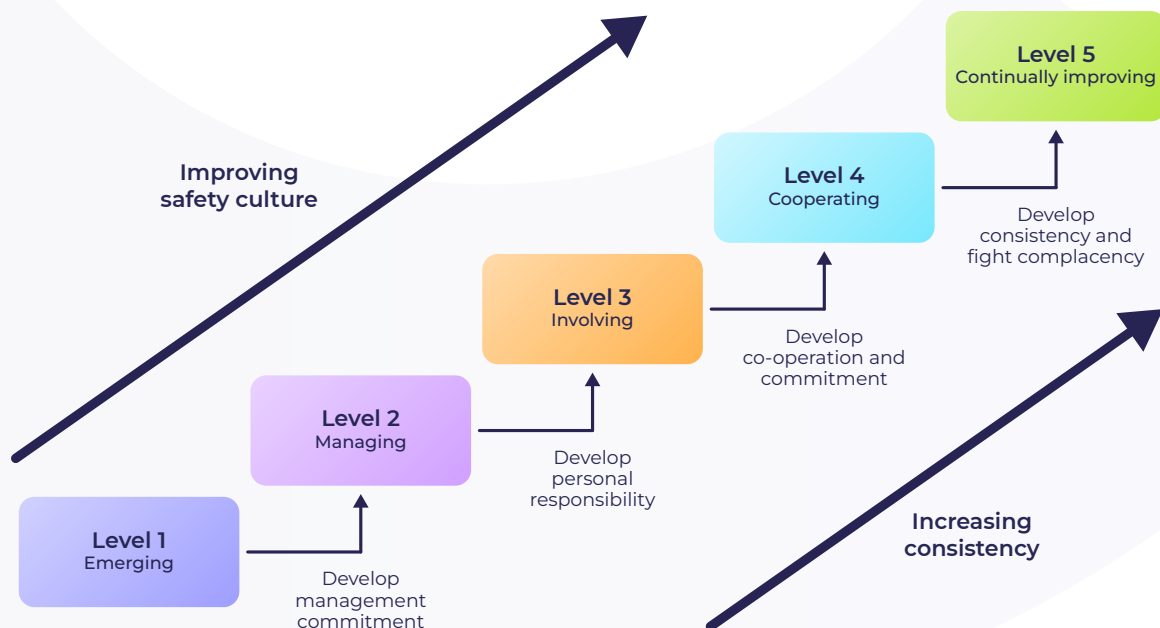 Level 5
Continually improving
Improving
safety culture
Level 4
Cooperating
Develop
consistency and
fight complacency
Level 3
Involving
Develop
co-operation and
commitment
Level 2
Managing
Develop
personal
responsibility
Increasing
consistency
Level 1
Emerging
Develop
management
commitment